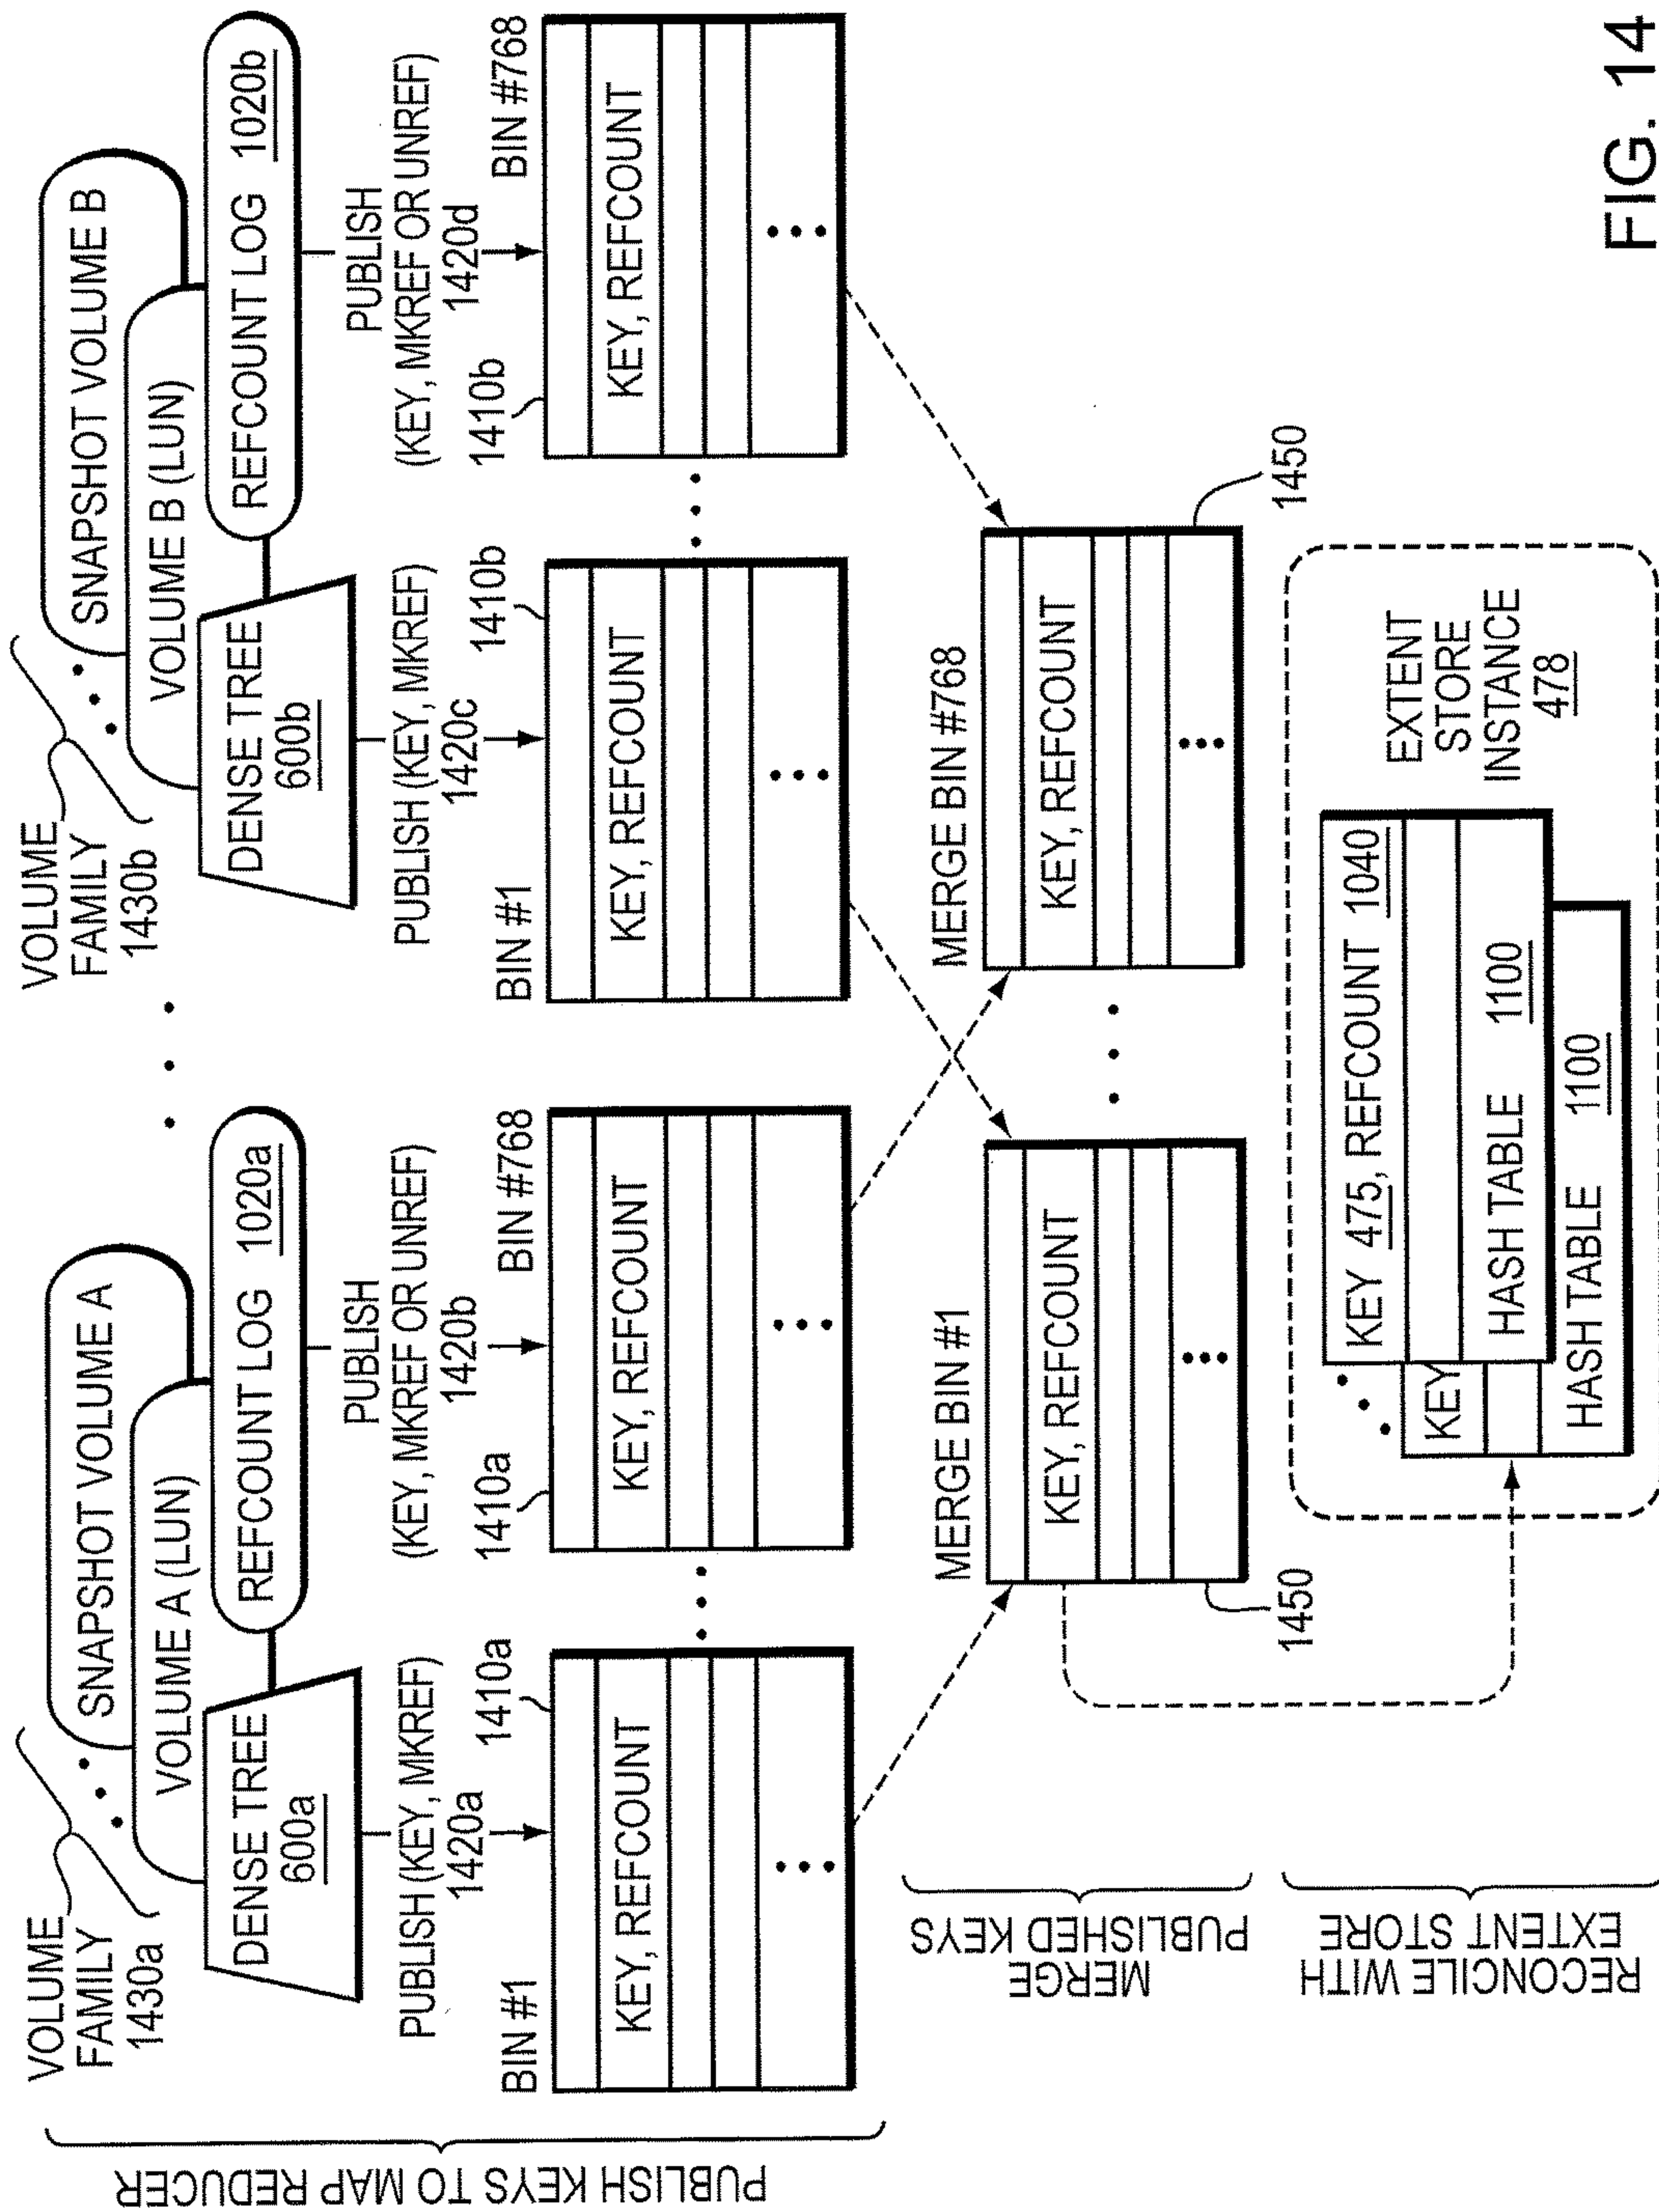 PUBLISH KEYS TO MAP REDUCER
VOLUME
FAMILY
1430a
SNAPSHOT VOLUME A
VOLUME A (LUN)
DENSE TREE
600a
REFCOUNT LOG 1020a
PUBLISH (KEY, MKREF)
1420a
PUBLISH
(KEY, MKREF OR UNREF)
1420b
BIN #1
1410a
KEY, REFCOUNT
1410a
BIN #768
KEY, REFCOUNT
VOLUME
FAMILY
1430b
SNAPSHOT VOLUME B
VOLUME B (LUN)
DENSE TREE
600b
REFCOUNT LOG 1020b
PUBLISH (KEY, MKREF)
1420c
PUBLISH
(KEY, MKREF OR UNREF)
1420d
BIN #1
1410b
KEY, REFCOUNT
1410b
BIN #768
KEY, REFCOUNT
MERGE
PUBLISHED KEYS
MERGE BIN #1
KEY, REFCOUNT
1450
MERGE BIN #768
KEY, REFCOUNT
1450
RECONCILE WITH
EXTENT STORE
KEY 475, REFCOUNT 1040
KEY
HASH TABLE 1100
HASH TABLE 1100
EXTENT
STORE
INSTANCE
478
FIG. 14